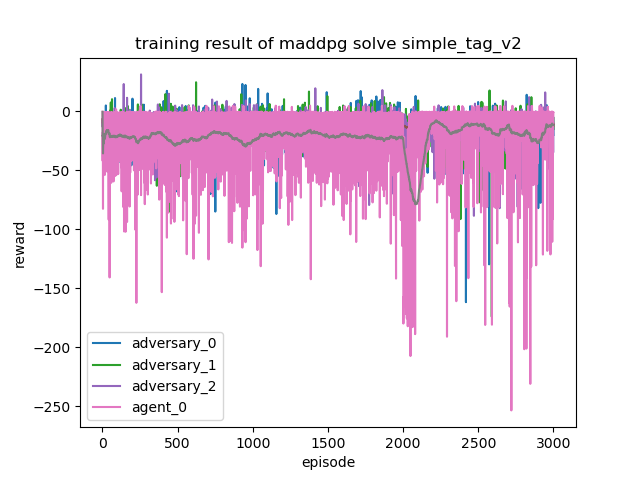 training result of maddpg solve simple_tag_v2
reward
0
−50
−100
−150
−200
−250
adversary_0
adversary_1
adversary_2
agent_0
0 500 1000 1500 2000 2500 3000
episode